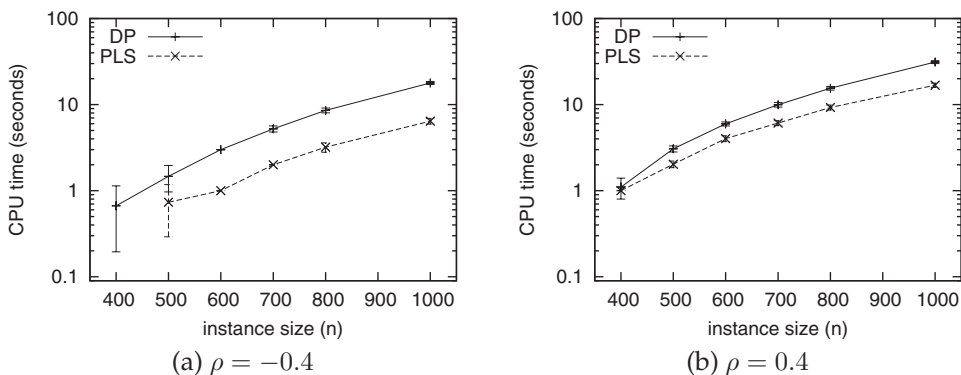 100
10
1
0.1
CPU time (seconds)
DP
PLS
400 500 600 700 800 900 1000
instance size (n)
(a) ρ = −0.4
100
10
1
0.1
CPU time (seconds)
DP
PLS
400 500 600 700 800 900 1000
instance size (n)
(b) ρ = 0.4